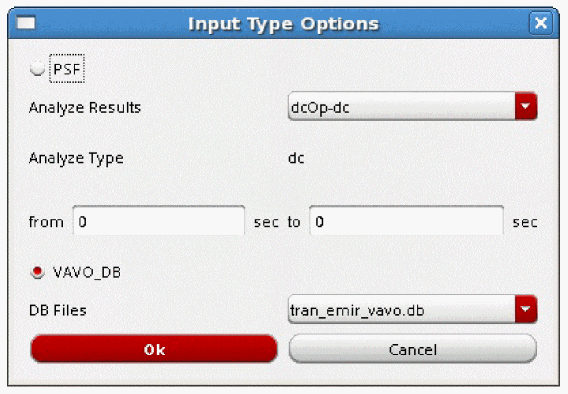 Input Type Options
PSF
Analyze Results dcOp-dc
Analyze Type dc
from 0 sec to 0 sec
VAVO_DB
DB Files tran_emir_vavo.db
Ok Cancel